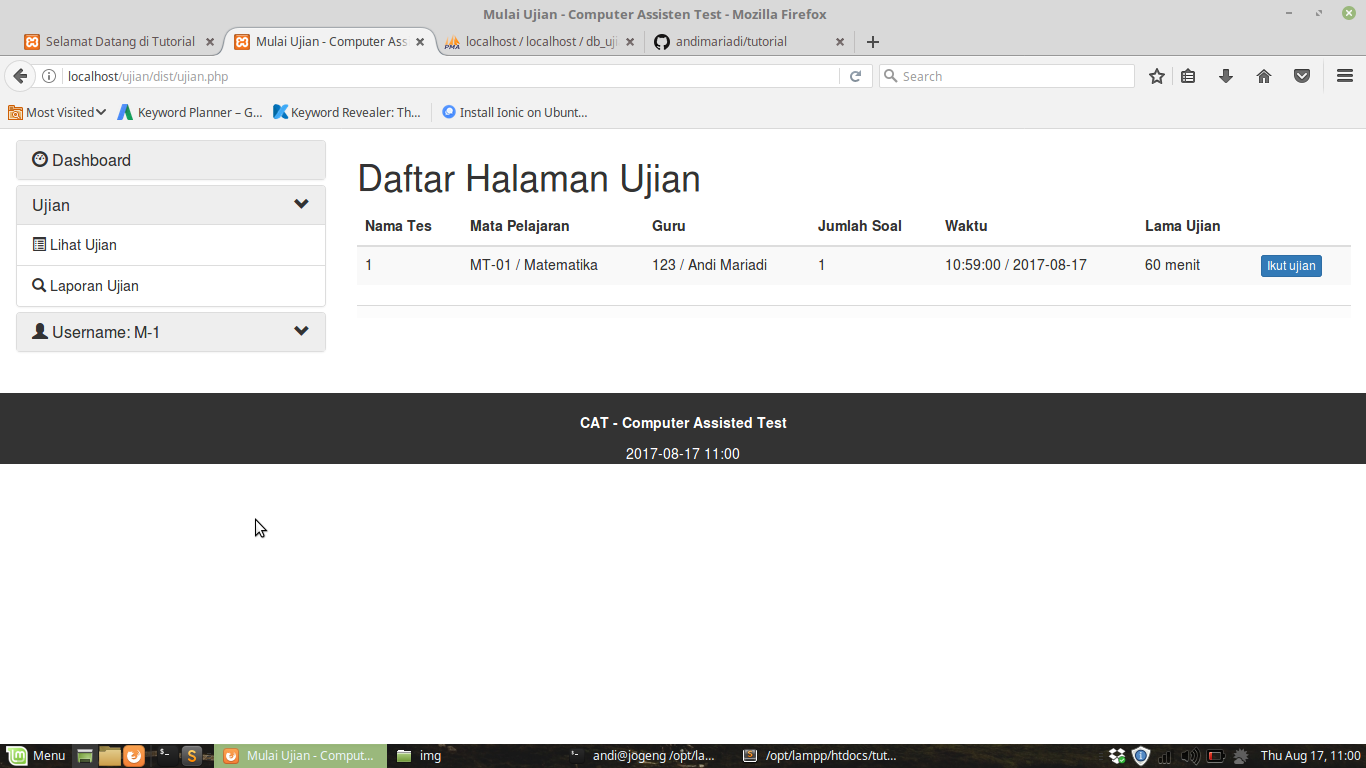 Mulai Ujian - Computer Assisten Test - Mozilla Firefox
Selamat Datang di Tutorial
Mulai Ujian - Computer Ass
localhost / localhost / db_uji
andimariadi/tutorial
localhost/ujian/dist/ujian.php
Search
Most Visited
Keyword Planner – G...
Keyword Revealer: Th...
Install Ionic on Ubunt...
Dashboard
Ujian
Lihat Ujian
Laporan Ujian
Username: M-1
Daftar Halaman Ujian
Nama Tes Mata Pelajaran Guru Jumlah Soal Waktu Lama Ujian
1 MT-01 / Matematika 123 / Andi Mariadi 1 10:59:00 / 2017-08-17 60 menit Ikut ujian
CAT - Computer Assisted Test
2017-08-17 11:00
Menu
Mulai Ujian - Comput...
img
andi@jogeng /opt/la...
/opt/lampp/htdocs/tut...
Thu Aug 17, 11:00